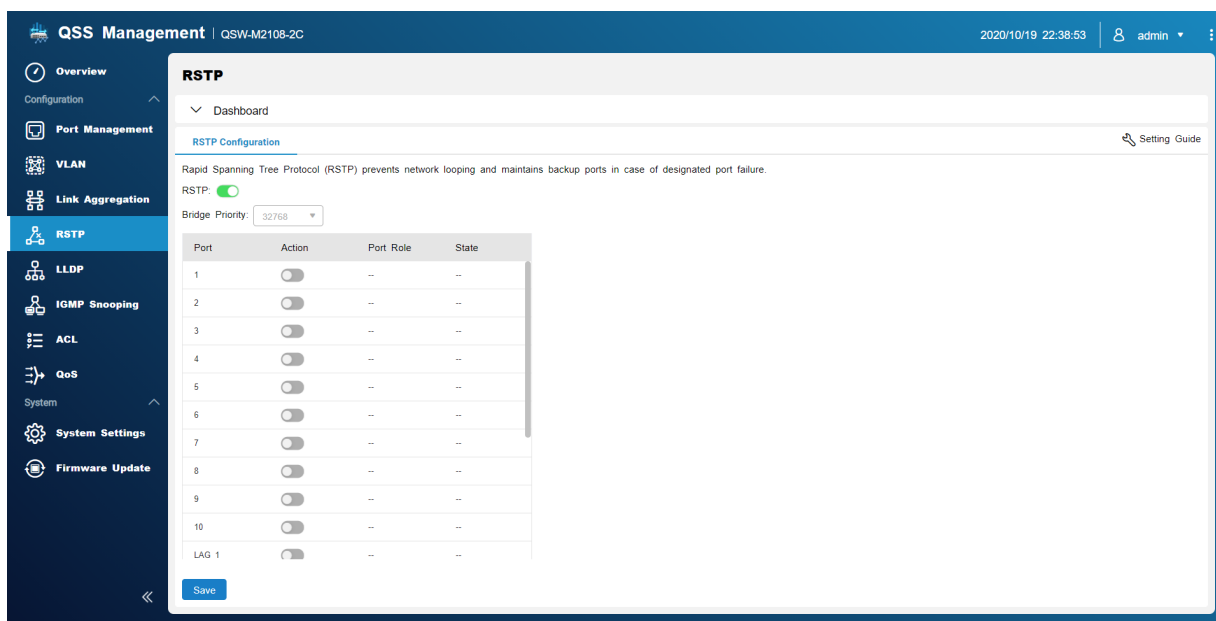 QSS Management | QSW-M2108-2C 2020/10/19 22:38:53 admin
Overview
Configuration
Port Management
VLAN
Link Aggregation
RSTP
LLDP
IGMP Snooping
ACL
QoS
System
System Settings
Firmware Update
RSTP
Dashboard
RSTP Configuration Setting Guide
Rapid Spanning Tree Protocol (RSTP) prevents network looping and maintains backup ports in case of designated port failure.
RSTP:
Bridge Priority: 32768
Port Action Port Role State
1 -- --
2 -- --
3 -- --
4 -- --
5 -- --
6 -- --
7 -- --
8 -- --
9 -- --
10 -- --
LAG 1 -- --
Save